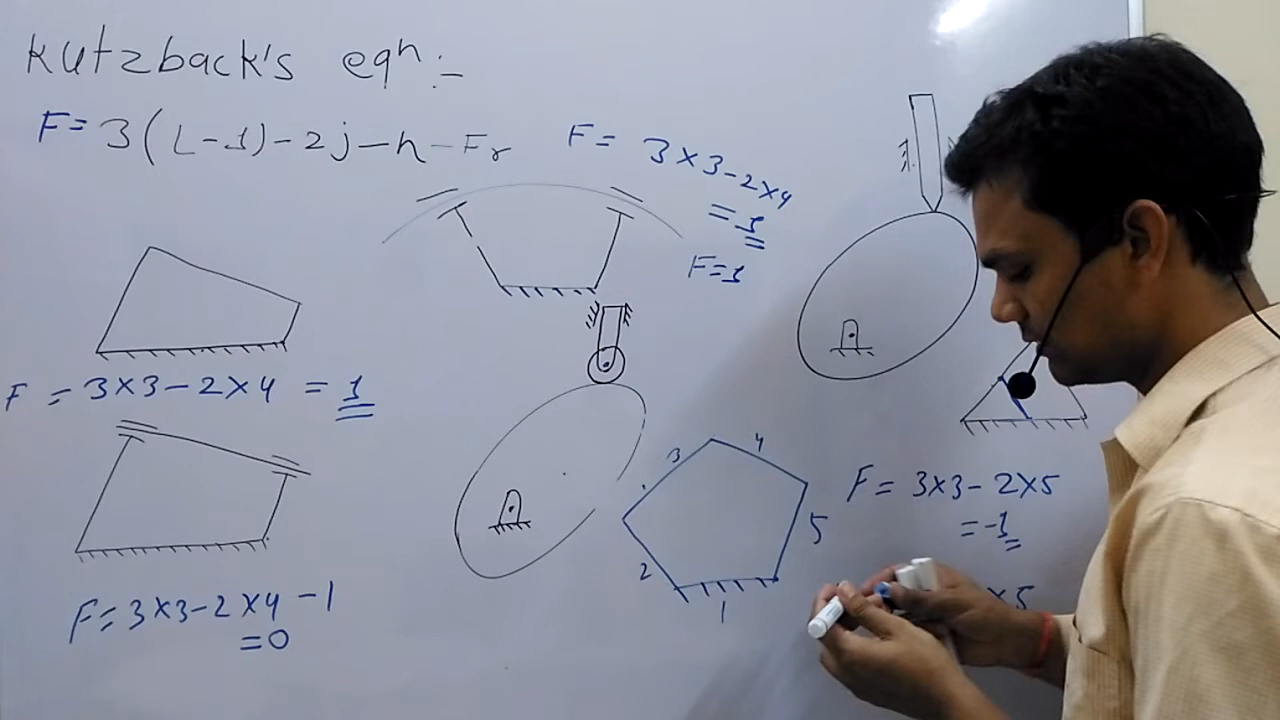 Kutzback's eqn :-
F= 3(L-1)-2j-h-Fr
F= 3×3-2×4
= 1
F=1
F = 3×3-2×4 = 1
F= 3×3-2×4 -1
=0
3
4
5
2
1
F= 3×3- 2×5
= -1
×5